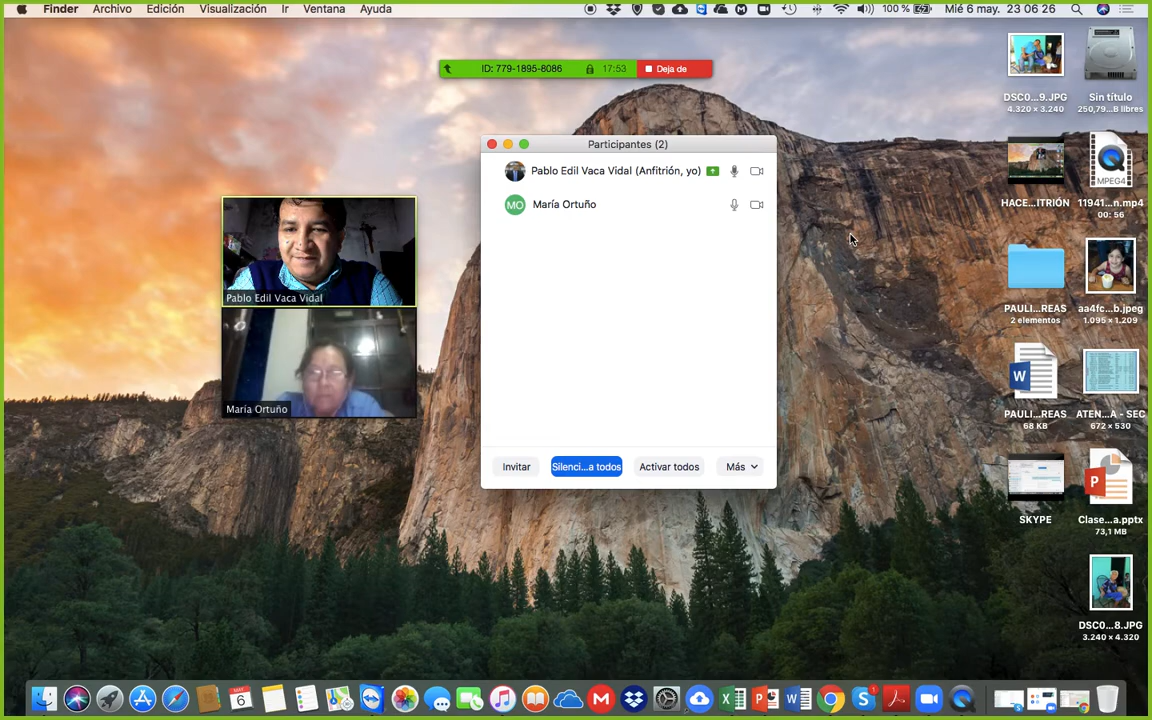 Finder Archivo Edición Visualización Ir Ventana Ayuda 100 % Mié 6 may. 23 06 26
ID: 779-1895-8086 17:53 Deja de
Participantes (2)
Pablo Edil Vaca Vidal (Anfitrión, yo)
MO María Ortuño
Pablo Edil Vaca Vidal
María Ortuño
Invitar Silenci...a todos Activar todos Más
DSC0...9.JPG
4.320 × 3.240
Sin título
250,79...B libres
HACE...ITRIÓN
MPEG4
11941...n.mp4
00: 56
PAULI...REAS
2 elementos
aa4fc...b.jpeg
1.095 × 1.209
W
PAULI...REAS
68 KB
ATEN...A - SEC
672 × 530
SKYPE
P
Clase...a.pptx
73,1 MB
DSC0...8.JPG
3.240 × 4.320
6
1